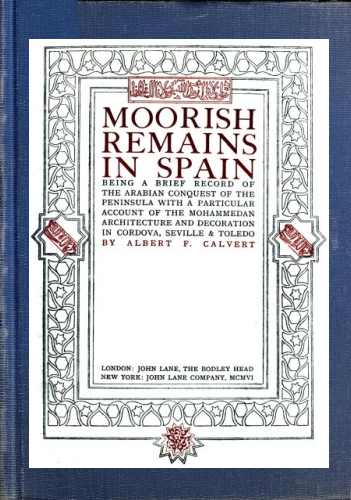 MOORISH
REMAINS
IN SPAIN
BEING A BRIEF RECORD OF
THE ARABIAN CONQUEST OF THE
PENINSULA WITH A PARTICULAR
ACCOUNT OF THE MOHAMMEDAN
ARCHITECTURE AND DECORATION
IN CORDOVA, SEVILLE & TOLEDO
BY ALBERT F. CALVERT
LONDON: JOHN LANE, THE BODLEY HEAD
NEW YORK: JOHN LANE COMPANY, MCMVI